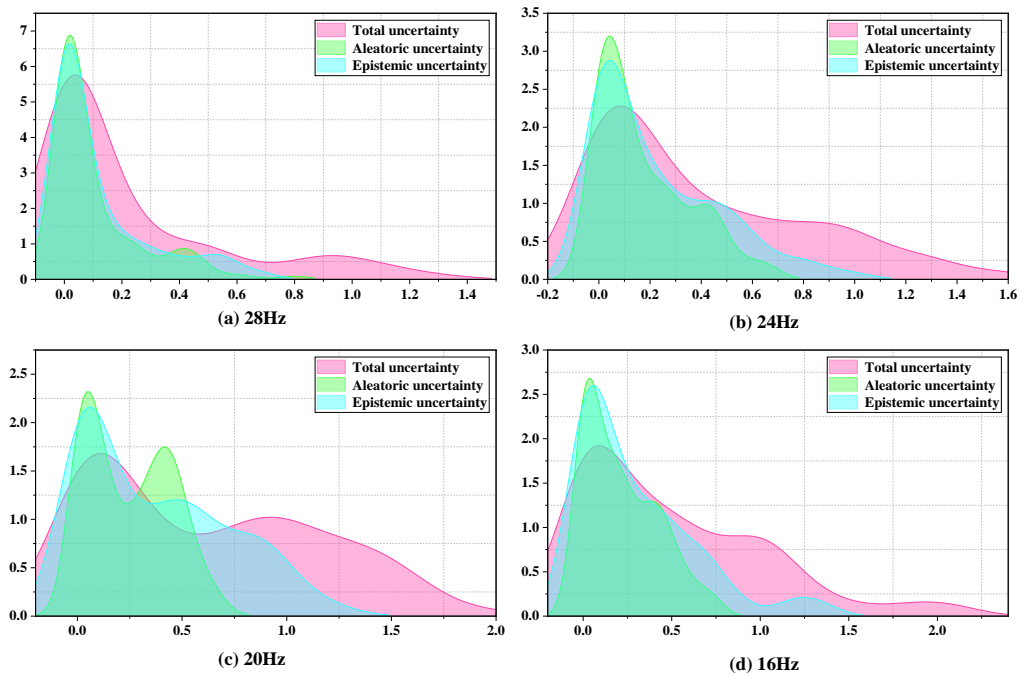 7
6
5
4
3
2
1
0
0.0 0.2 0.4 0.6 0.8 1.0 1.2 1.4
Total uncertainty
Aleatoric uncertainty
Epistemic uncertainty
(a) 28Hz
3.5
3.0
2.5
2.0
1.5
1.0
0.5
0.0
-0.2 0.0 0.2 0.4 0.6 0.8 1.0 1.2 1.4 1.6
Total uncertainty
Aleatoric uncertainty
Epistemic uncertainty
(b) 24Hz
2.5
2.0
1.5
1.0
0.5
0.0
0.0 0.5 1.0 1.5 2.0
Total uncertainty
Aleatoric uncertainty
Epistemic uncertainty
(c) 20Hz
3.0
2.5
2.0
1.5
1.0
0.5
0.0
0.0 0.5 1.0 1.5 2.0
Total uncertainty
Aleatoric uncertainty
Epistemic uncertainty
(d) 16Hz